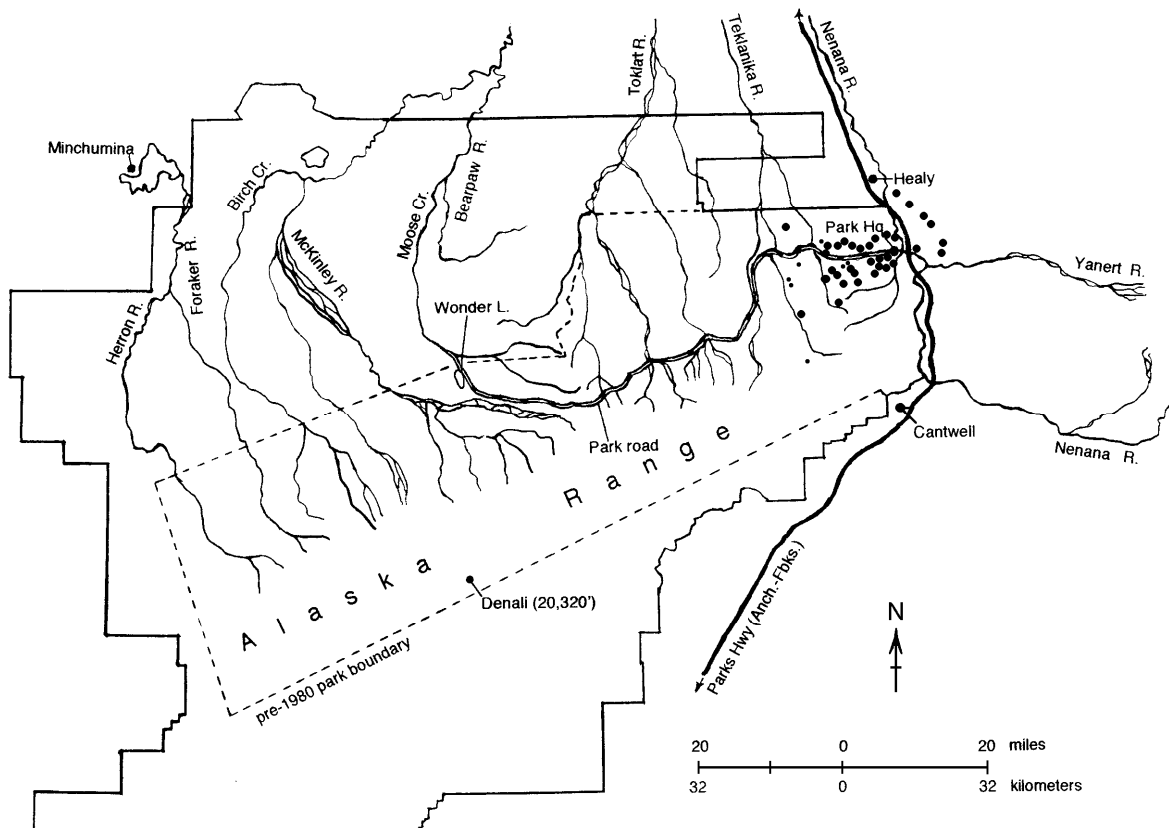 Toklat R.
Teklanika R.
Nenana R.
Minchumina
Birch Cr.
Bearpaw R.
Healy
Moose Cr.
Park Hq
Foraker R.
McKinley R.
Yanert R.
Herron R.
Wonder L.
Cantwell
Park road
Nenana R.
Alaska Range
Denali (20,320')
pre-1980 park boundary
Parks Hwy (Anch.-Fbks.)
N
20 0 20 miles
32 0 32 kilometers